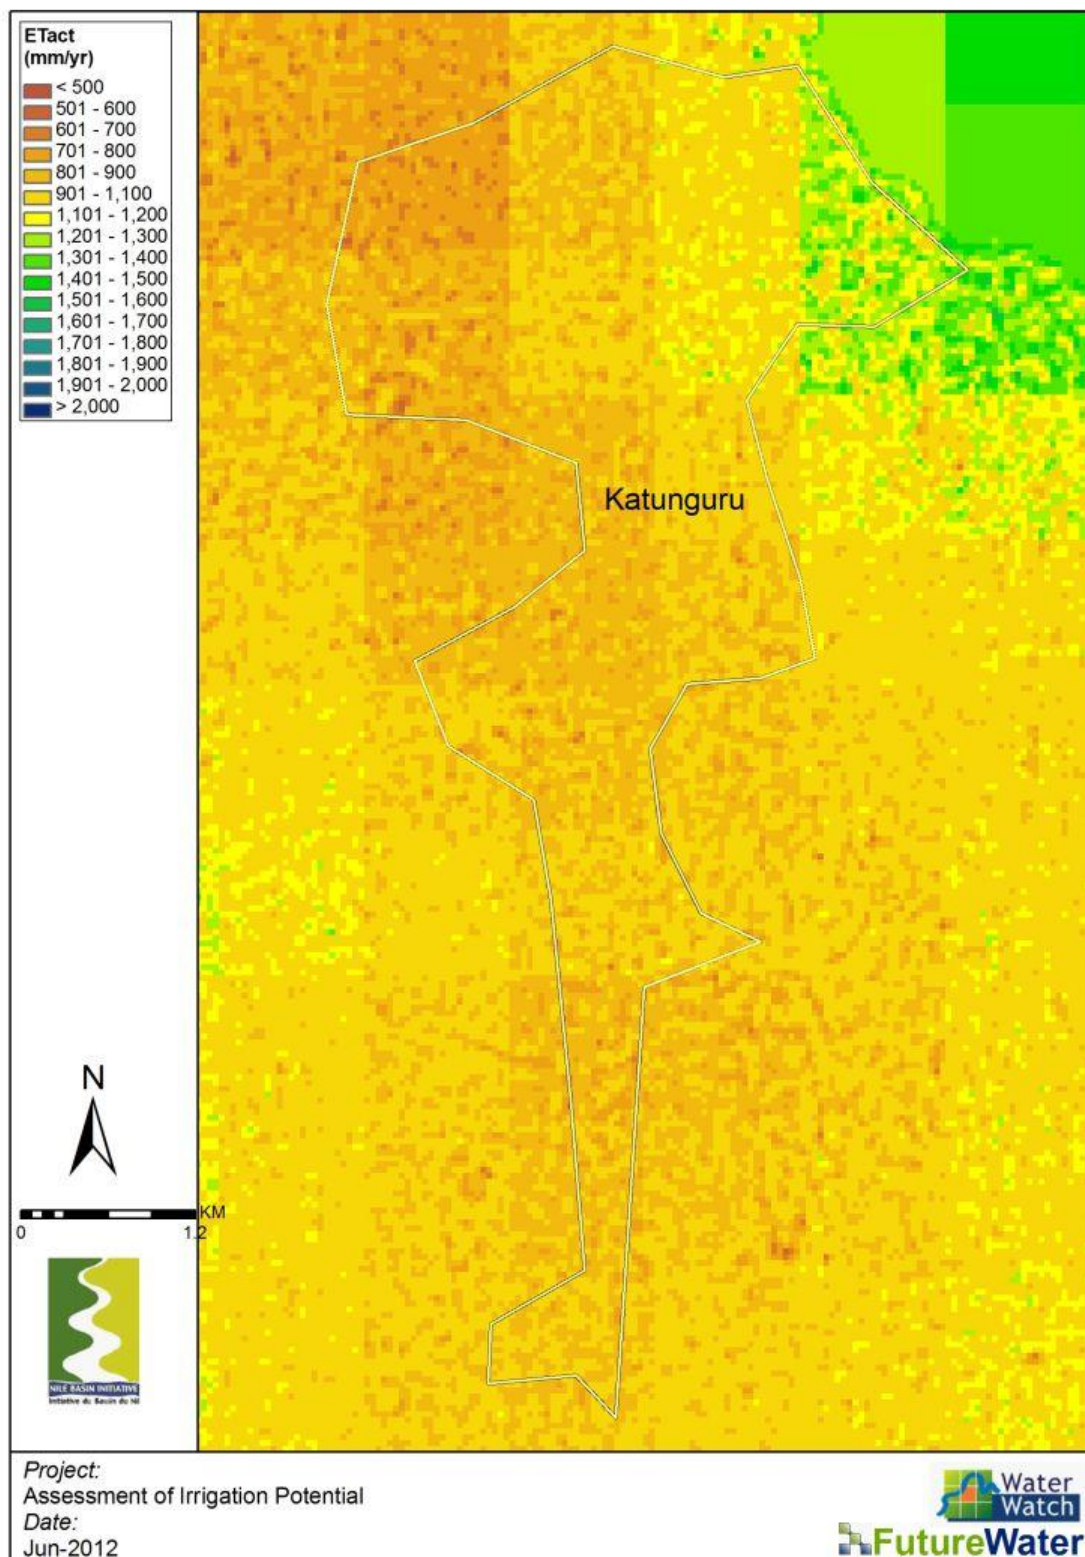 ETact
(mm/yr)
< 500
501 - 600
601 - 700
701 - 800
801 - 900
901 - 1,100
1,101 - 1,200
1,201 - 1,300
1,301 - 1,400
1,401 - 1,500
1,501 - 1,600
1,601 - 1,700
1,701 - 1,800
1,801 - 1,900
1,901 - 2,000
> 2,000
Katunguru
N
KM
0 1.2
NILE BASIN INITIATIVE
Initiative du Bassin du Nil
Project:
Assessment of Irrigation Potential
Date:
Jun-2012
Water
Watch
FutureWater